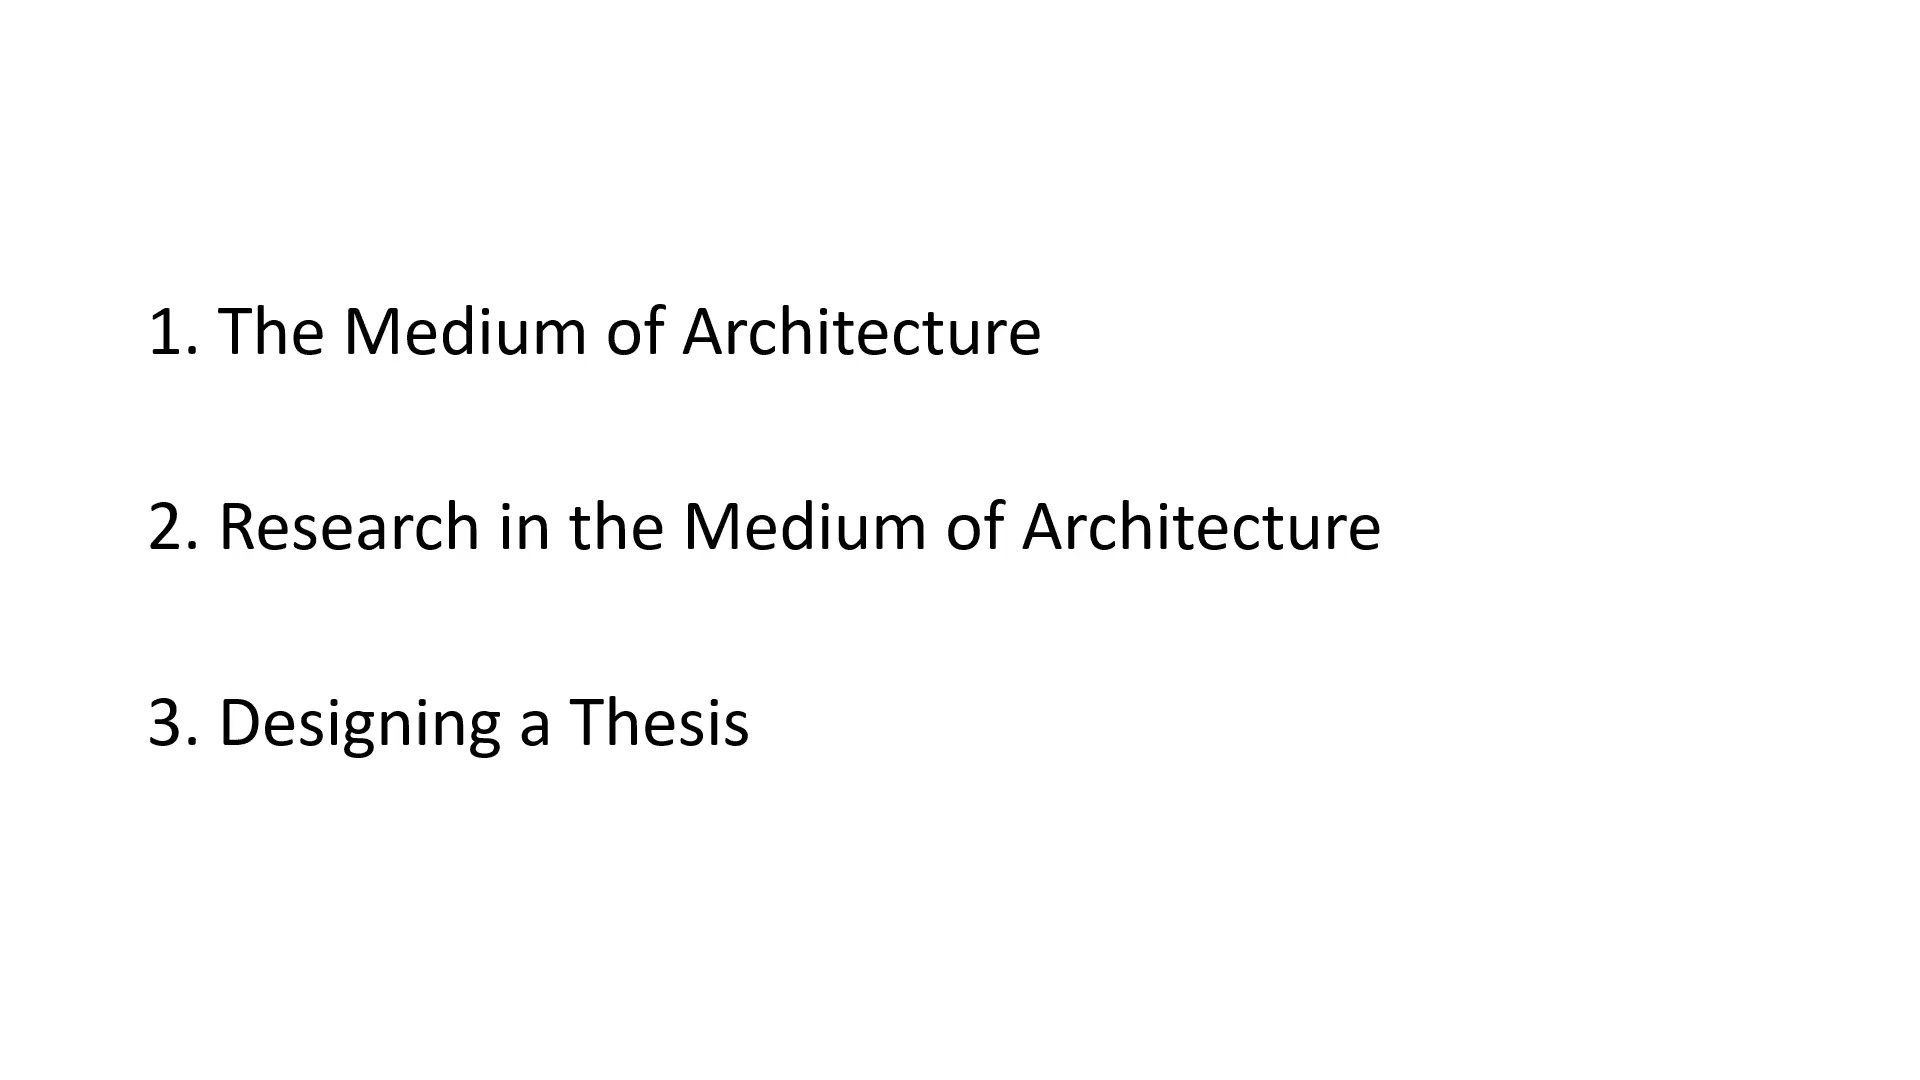 1. The Medium of Architecture
2. Research in the Medium of Architecture
3. Designing a Thesis